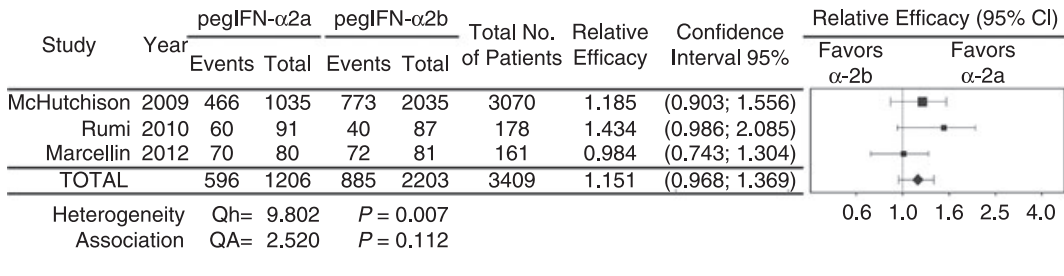 pegIFN-α2a pegIFN-α2b Total No. of Patients Relative Efficacy Confidence Interval 95% Relative Efficacy (95% CI)
Study Year Events Total Events Total Favors α-2b Favors α-2a
McHutchison 2009 466 1035 773 2035 3070 1.185 (0.903; 1.556)
Rumi 2010 60 91 40 87 178 1.434 (0.986; 2.085)
Marcellin 2012 70 80 72 81 161 0.984 (0.743; 1.304)
TOTAL 596 1206 885 2203 3409 1.151 (0.968; 1.369)
Heterogeneity Qh= 9.802 P = 0.007
Association QA= 2.520 P = 0.112
0.6 1.0 1.6 2.5 4.0